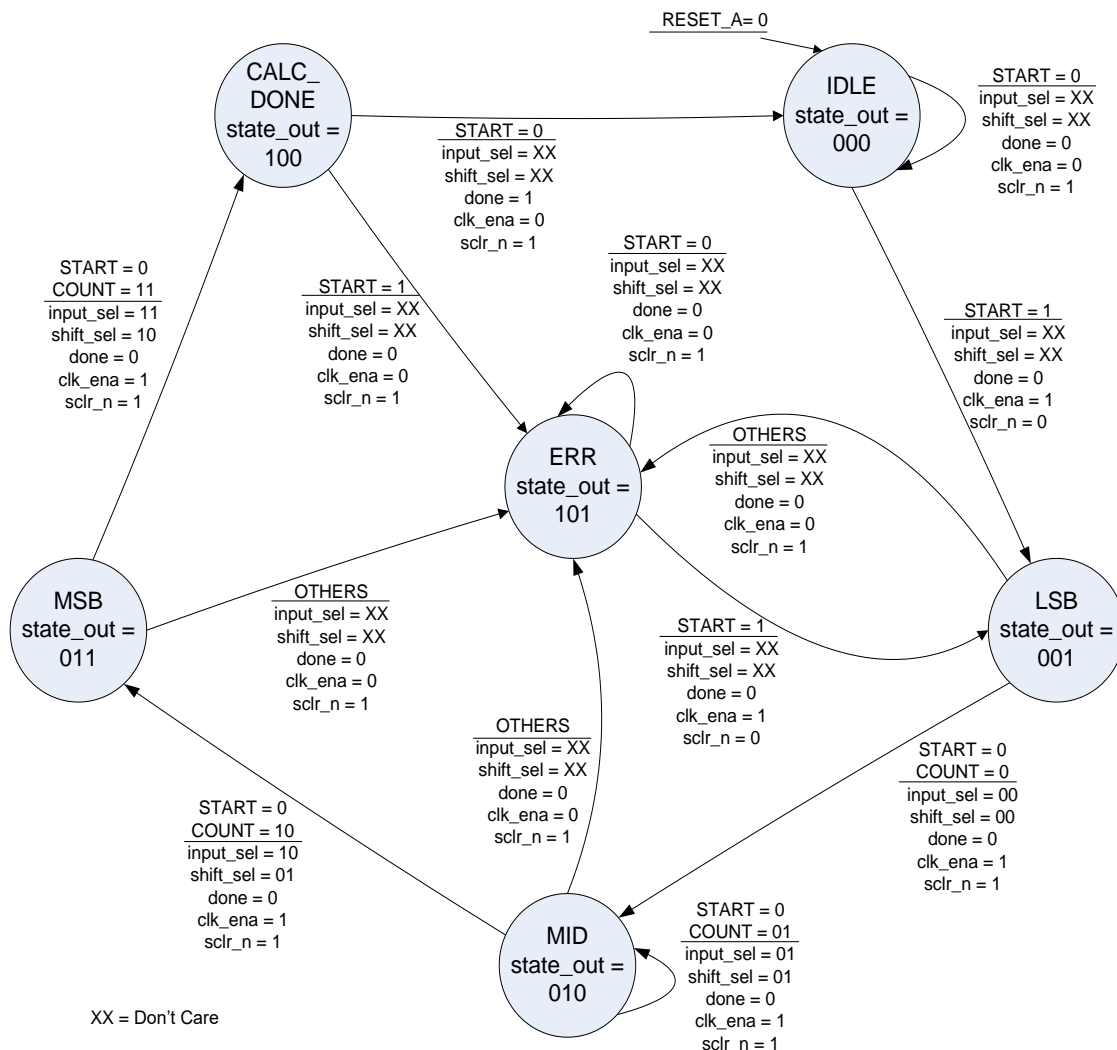 RESET_A= 0
CALC_
DONE
state_out =
100
IDLE
state_out =
000
START = 0
input_sel = XX
shift_sel = XX
done = 0
clk_ena = 0
sclr_n = 1
START = 0
input_sel = XX
shift_sel = XX
done = 1
clk_ena = 0
sclr_n = 1
START = 0
COUNT = 11
input_sel = 11
shift_sel = 10
done = 0
clk_ena = 1
sclr_n = 1
START = 1
input_sel = XX
shift_sel = XX
done = 0
clk_ena = 0
sclr_n = 1
START = 0
input_sel = XX
shift_sel = XX
done = 0
clk_ena = 0
sclr_n = 1
START = 1
input_sel = XX
shift_sel = XX
done = 0
clk_ena = 1
sclr_n = 0
ERR
state_out =
101
OTHERS
input_sel = XX
shift_sel = XX
done = 0
clk_ena = 0
sclr_n = 1
MSB
state_out =
011
OTHERS
input_sel = XX
shift_sel = XX
done = 0
clk_ena = 0
sclr_n = 1
START = 1
input_sel = XX
shift_sel = XX
done = 0
clk_ena = 1
sclr_n = 0
LSB
state_out =
001
OTHERS
input_sel = XX
shift_sel = XX
done = 0
clk_ena = 0
sclr_n = 1
START = 0
COUNT = 0
input_sel = 00
shift_sel = 00
done = 0
clk_ena = 1
sclr_n = 1
START = 0
COUNT = 10
input_sel = 10
shift_sel = 01
done = 0
clk_ena = 1
sclr_n = 1
MID
state_out =
010
START = 0
COUNT = 01
input_sel = 01
shift_sel = 01
done = 0
clk_ena = 1
sclr_n = 1
XX = Don't Care